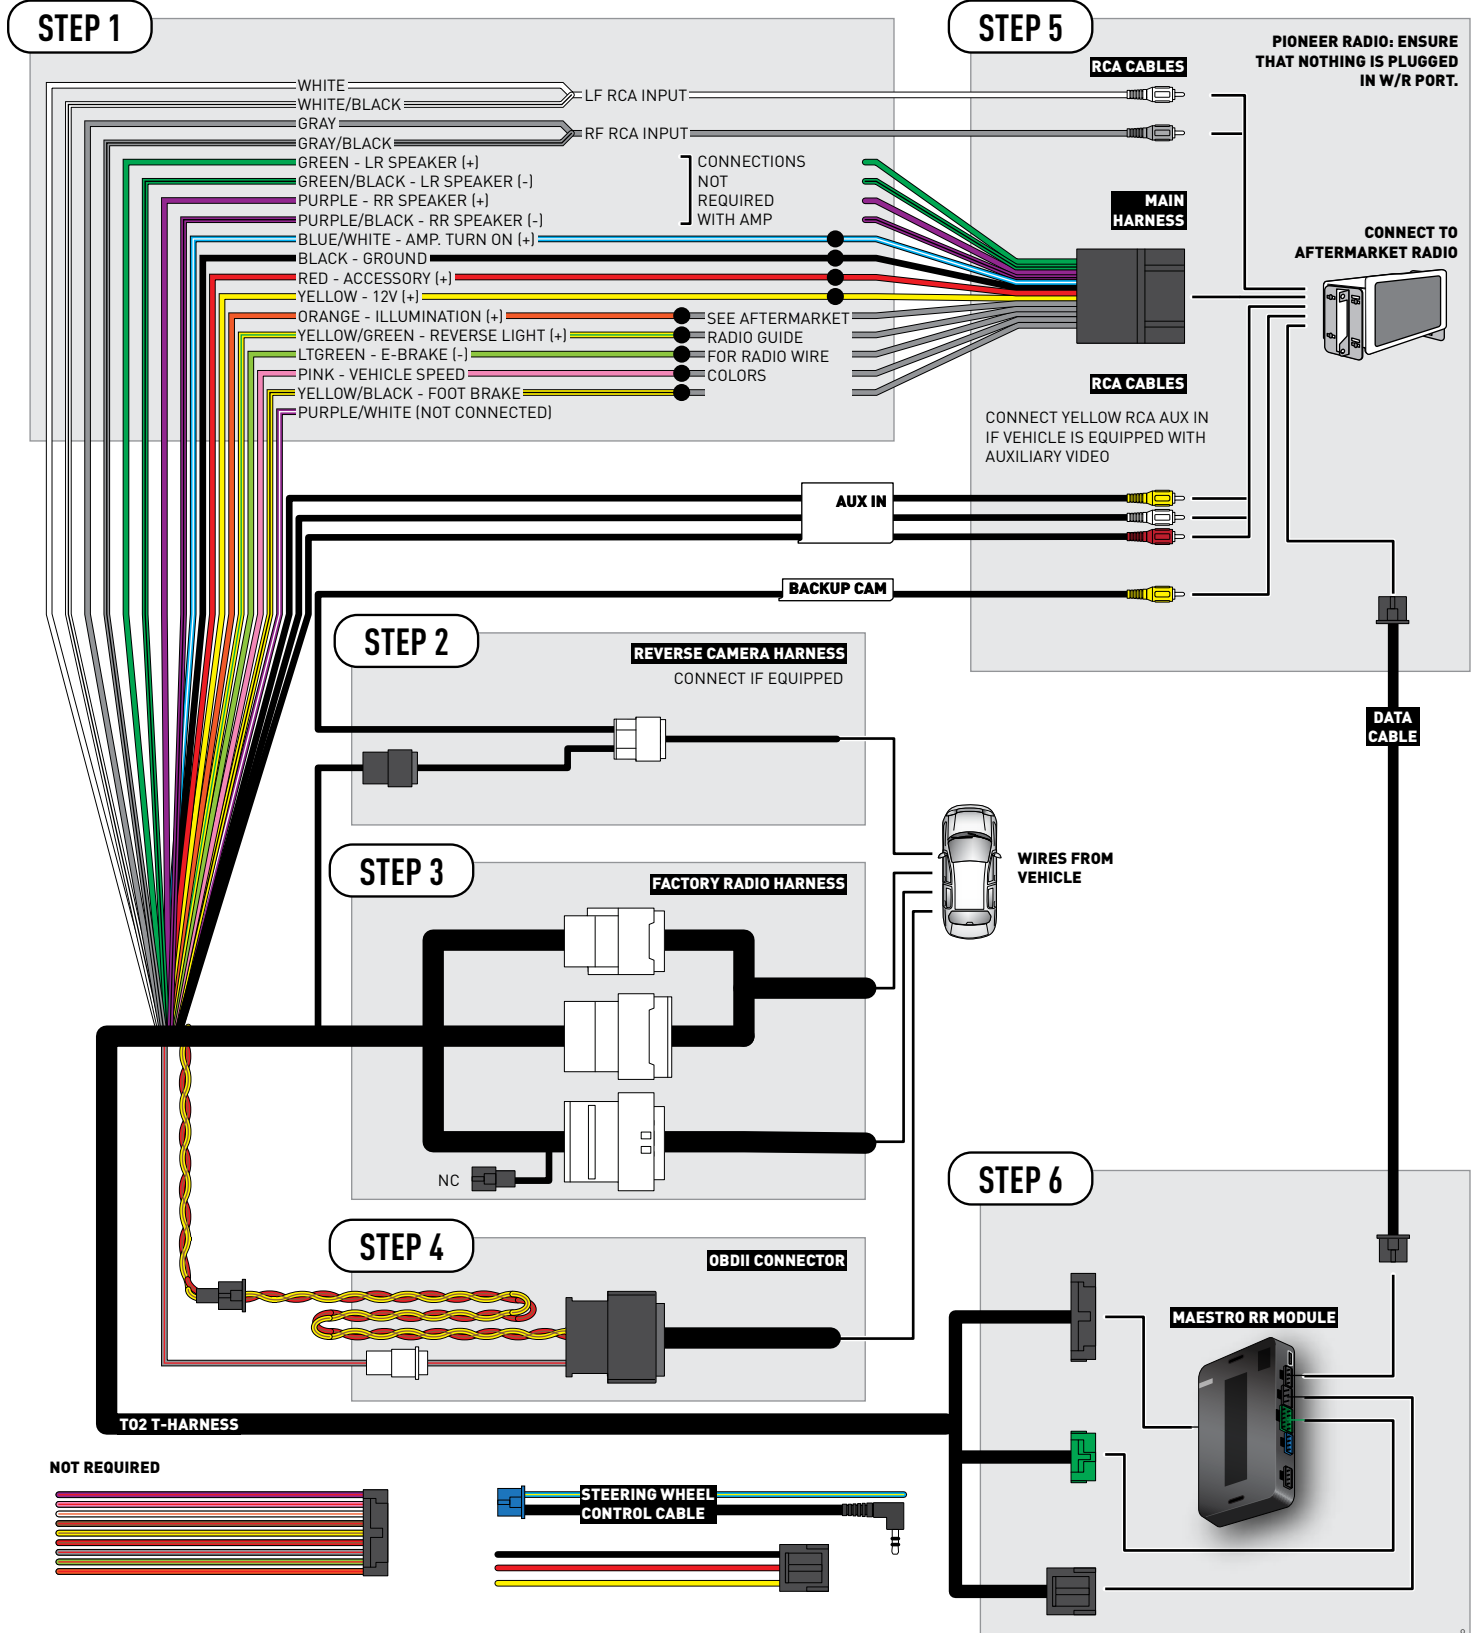 STEP 1
WHITE
WHITE/BLACK
LF RCA INPUT
GRAY
GRAY/BLACK
RF RCA INPUT
GREEN - LR SPEAKER (+)
GREEN/BLACK - LR SPEAKER (-)
PURPLE - RR SPEAKER (+)
PURPLE/BLACK - RR SPEAKER (-)
CONNECTIONS
NOT
REQUIRED
WITH AMP
BLUE/WHITE - AMP. TURN ON (+)
BLACK - GROUND
RED - ACCESSORY (+)
YELLOW - 12V (+)
ORANGE - ILLUMINATION (+)
YELLOW/GREEN - REVERSE LIGHT (+)
LTGREEN - E-BRAKE (-)
PINK - VEHICLE SPEED
YELLOW/BLACK - FOOT BRAKE
PURPLE/WHITE (NOT CONNECTED)
SEE AFTERMARKET
RADIO GUIDE
FOR RADIO WIRE
COLORS
STEP 5
PIONEER RADIO: ENSURE
THAT NOTHING IS PLUGGED
IN W/R PORT.
RCA CABLES
MAIN
HARNESS
CONNECT TO
AFTERMARKET RADIO
RCA CABLES
CONNECT YELLOW RCA AUX IN
IF VEHICLE IS EQUIPPED WITH
AUXILIARY VIDEO
AUX IN
BACKUP CAM
STEP 2
REVERSE CAMERA HARNESS
CONNECT IF EQUIPPED
DATA
CABLE
STEP 3
FACTORY RADIO HARNESS
WIRES FROM
VEHICLE
NC
STEP 4
OBDII CONNECTOR
STEP 6
MAESTRO RR MODULE
T02 T-HARNESS
NOT REQUIRED
STEERING WHEEL
CONTROL CABLE